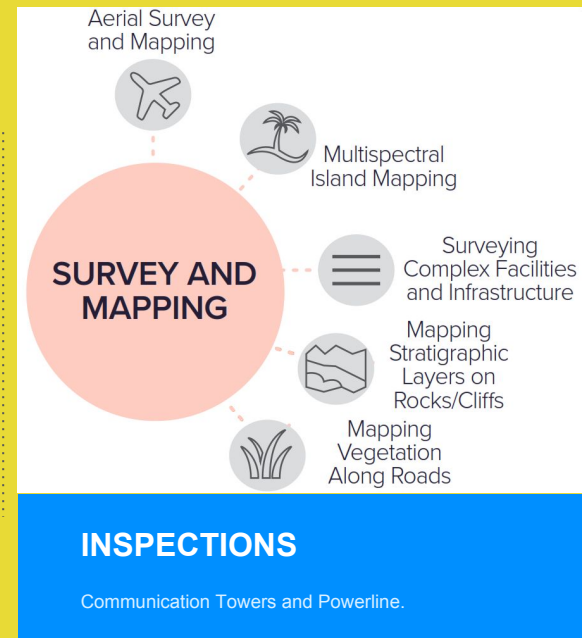 Aerial Survey
and Mapping
Multispectral
Island Mapping
SURVEY AND
MAPPING
Surveying
Complex Facilities
and Infrastructure
Mapping
Stratigraphic
Layers on
Rocks/Cliffs
Mapping
Vegetation
Along Roads
INSPECTIONS
Communication Towers and Powerline.